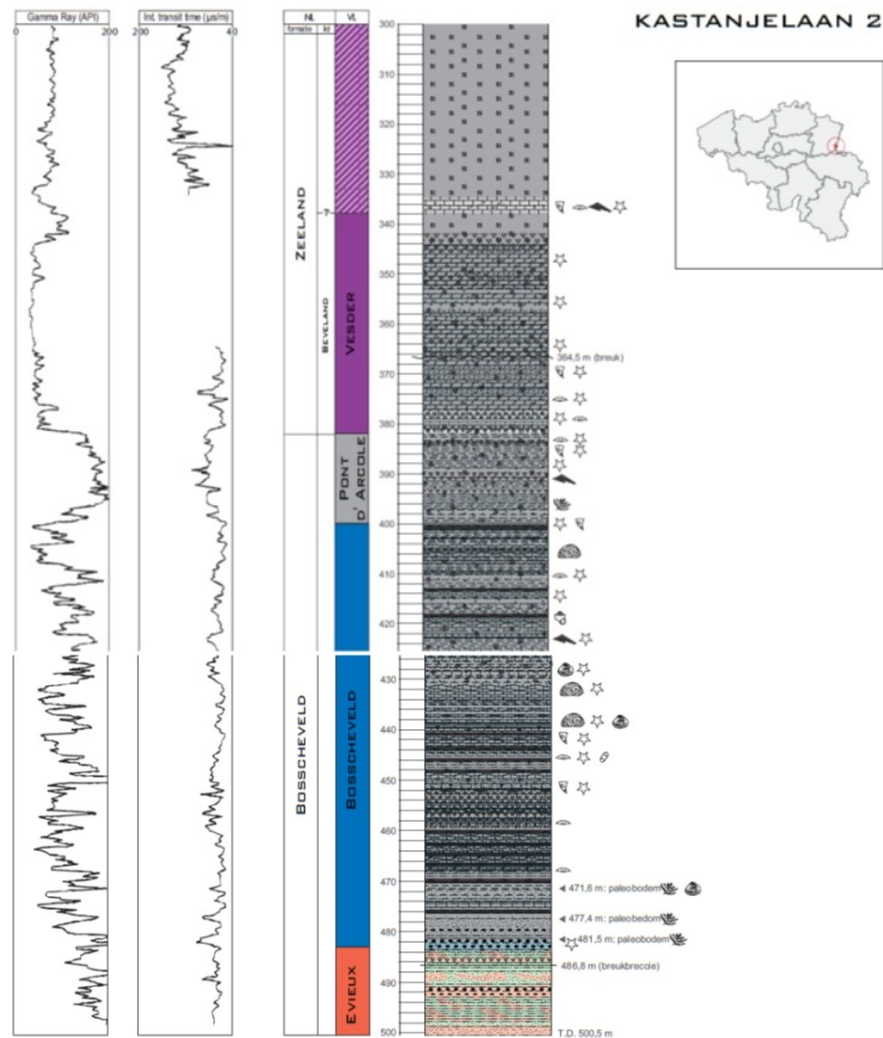 KASTANJELAAN 2
Gamma Ray (API)
0 200
Int. transit time (µs/m)
40
Nl. Vl.
formatie lid
300
310
320
330
340
350
360
370
380
390
400
410
420
430
440
450
460
470
480
490
500
ZEELAND
?
BEVELAND
VESDER
PONT D' ARCOLE
BOSSCHEVELD
BOSSCHEVELD
EVIEUX
364,5 m (breuk)
471,6 m: paleobodem
477,4 m: paleobedom
481,5 m: paleobodem
486,8 m (breukbreccie)
T.D. 500,5 m